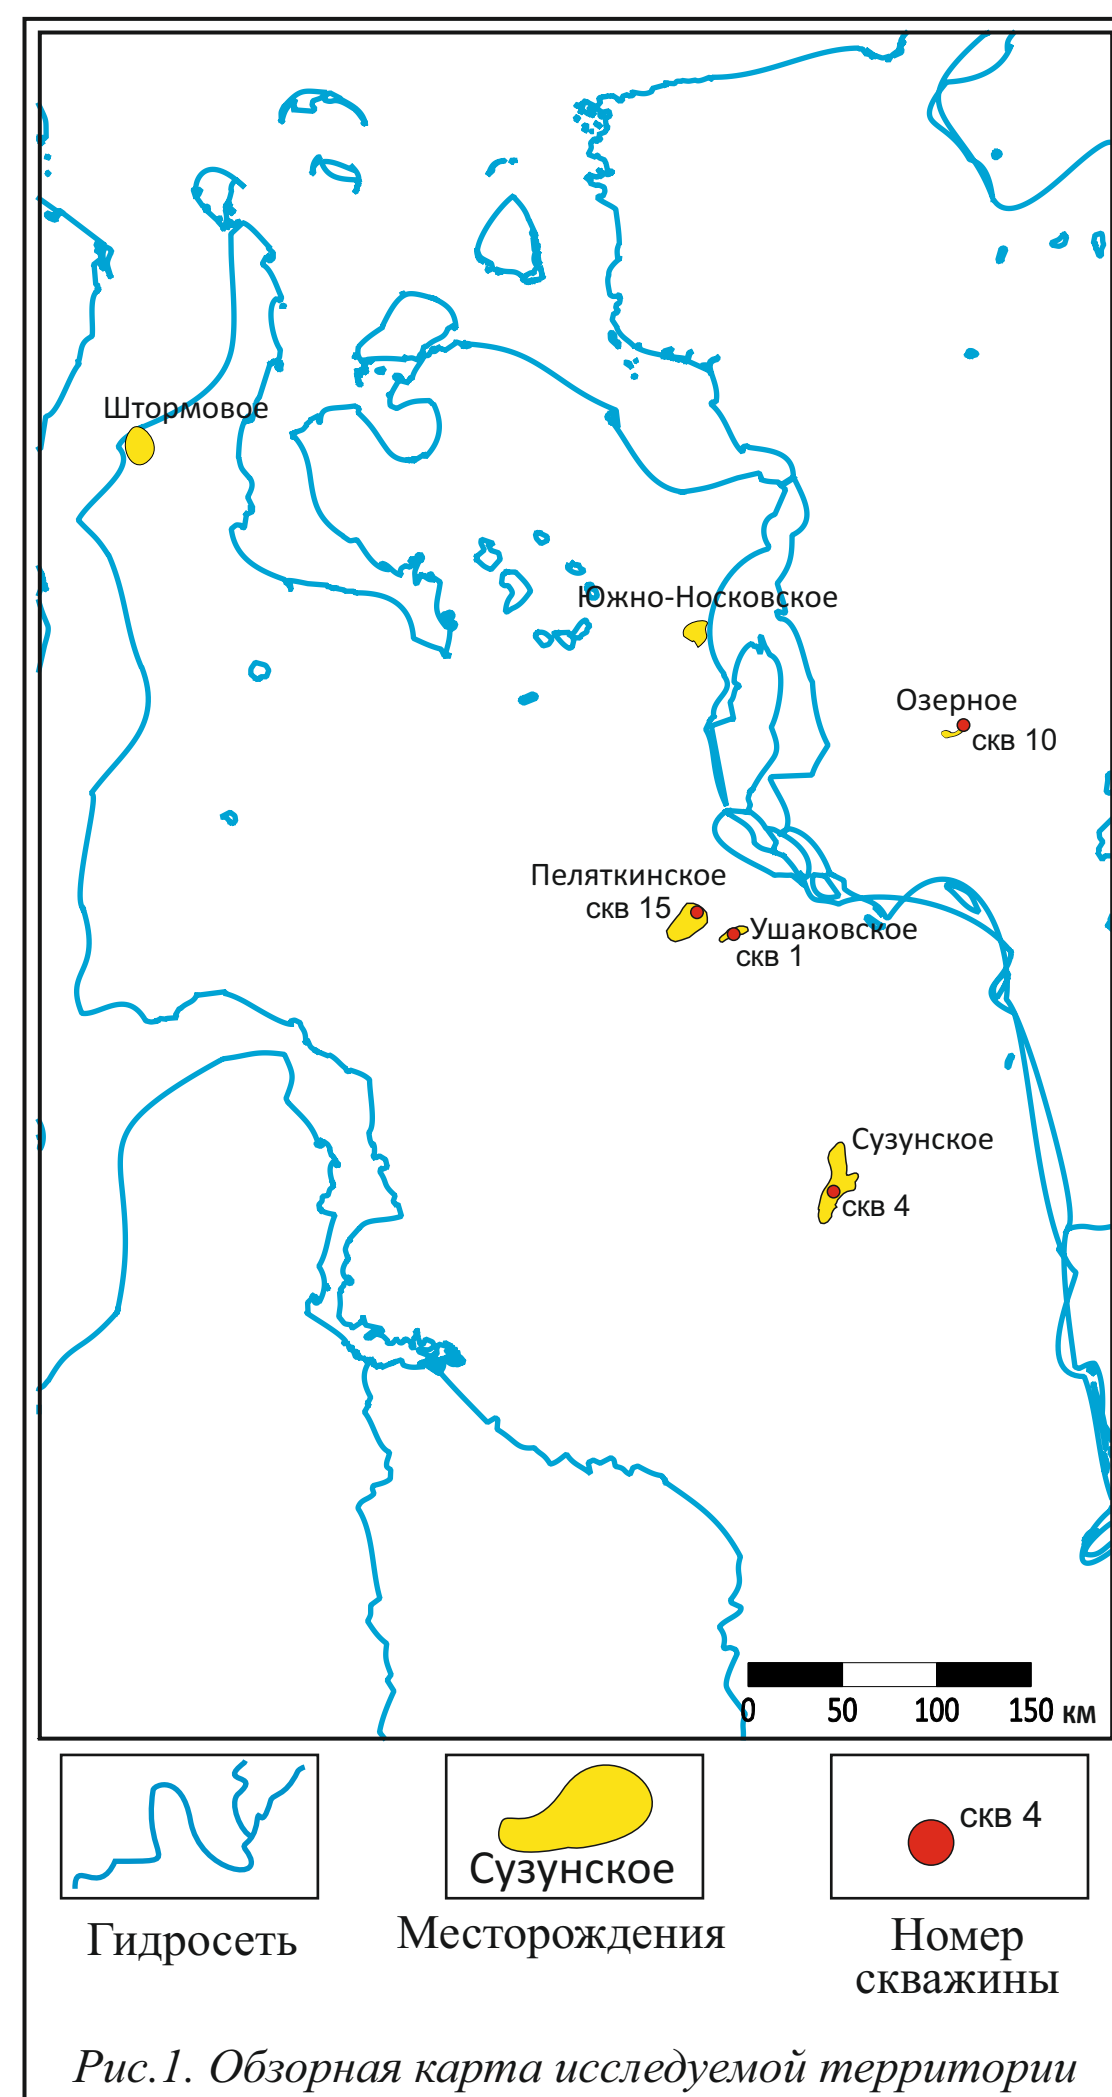 Штормовое
Южно-Носковское
Озерное
скв 10
Пеляткинское
скв 15
Ушаковское
скв 1
Сузунское
скв 4
0 50 100 150 км
скв 4
Сузунское
Гидросеть
Месторождения
Номер
скважины
Рис.1. Обзорная карта исследуемой территории